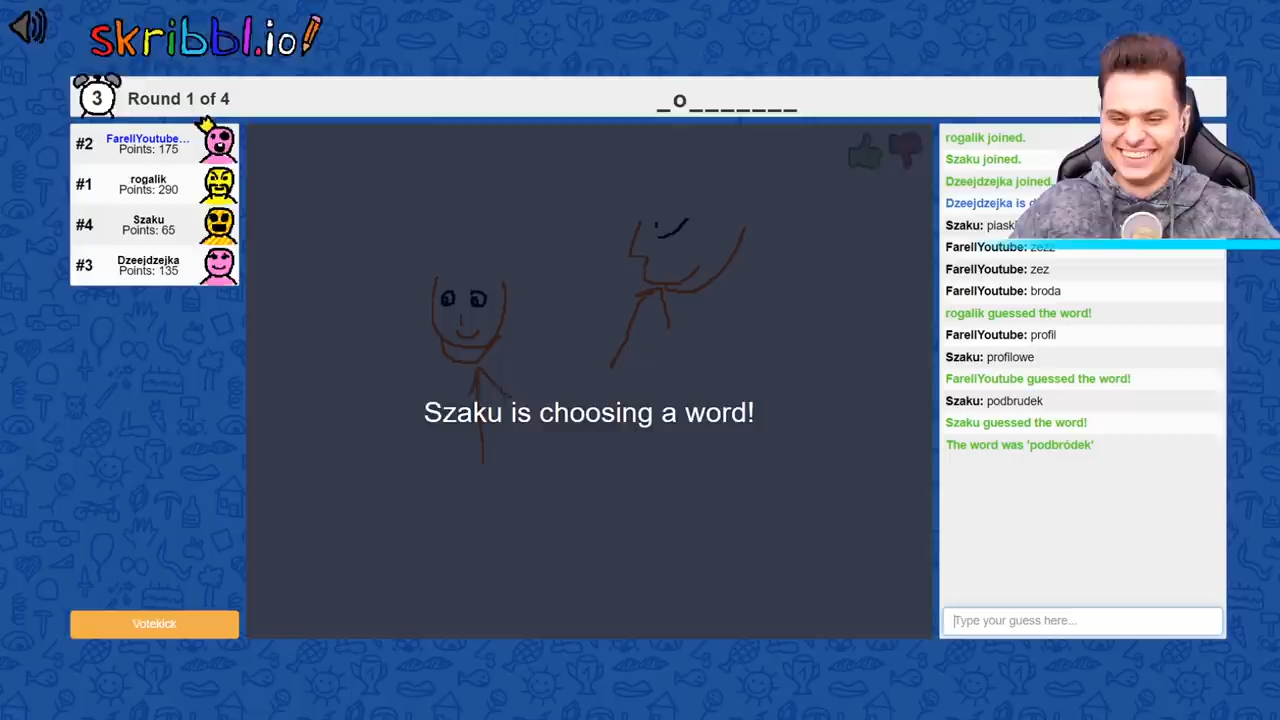 skribbl.io
3
Round 1 of 4
_o_______
#2
FarellYoutube...
Points: 175
#1
rogalik
Points: 290
#4
Szaku
Points: 65
#3
Dzeejdzejka
Points: 135
Votekick
Szaku is choosing a word!
rogalik joined.
Szaku joined.
Dzeejdzejka joined.
Dzeejdzejka is
Szaku:
FarellYoutube: zezz
FarellYoutube: zez
FarellYoutube: broda
rogalik guessed the word!
FarellYoutube: profil
Szaku: profilowe
FarellYoutube guessed the word!
Szaku: podbrudek
Szaku guessed the word!
The word was 'podbródek'
Type your guess here...